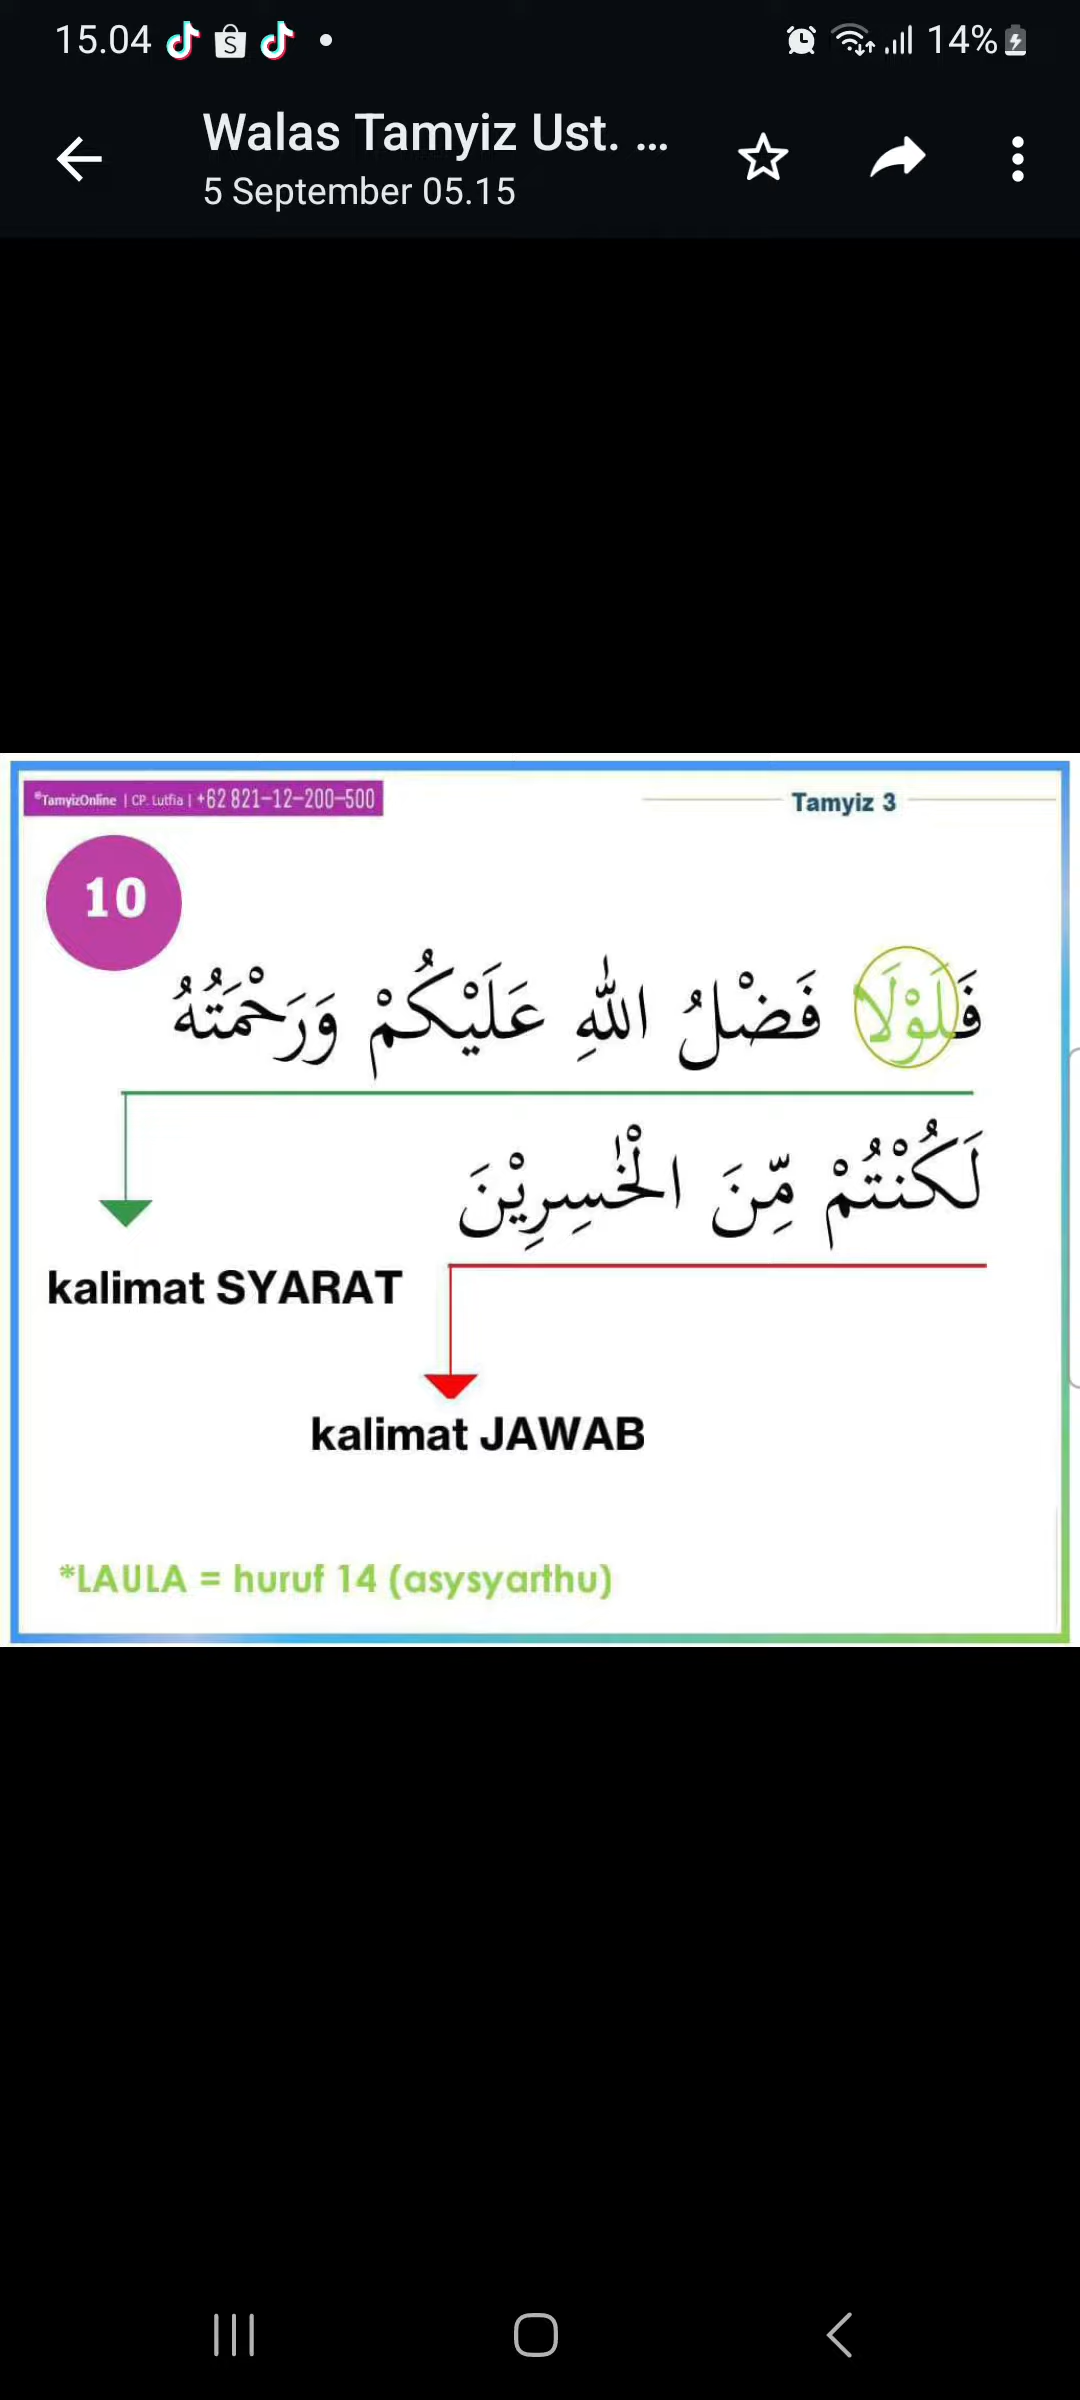 15.04
14%
Walas Tamyiz Ust. ...
5 September 05.15
*TamyizOnline | CP. Lutfia | +62 821-12-200-500
Tamyiz 3
10
فَلَوْلَا فَضْلُ اللّٰهِ عَلَيْكُمْ وَرَحْمَتُهُ
لَكُنْتُمْ مِّنَ الْخٰسِرِيْنَ
kalimat SYARAT
kalimat JAWAB
*LAULA = huruf 14 (asysyarthu)